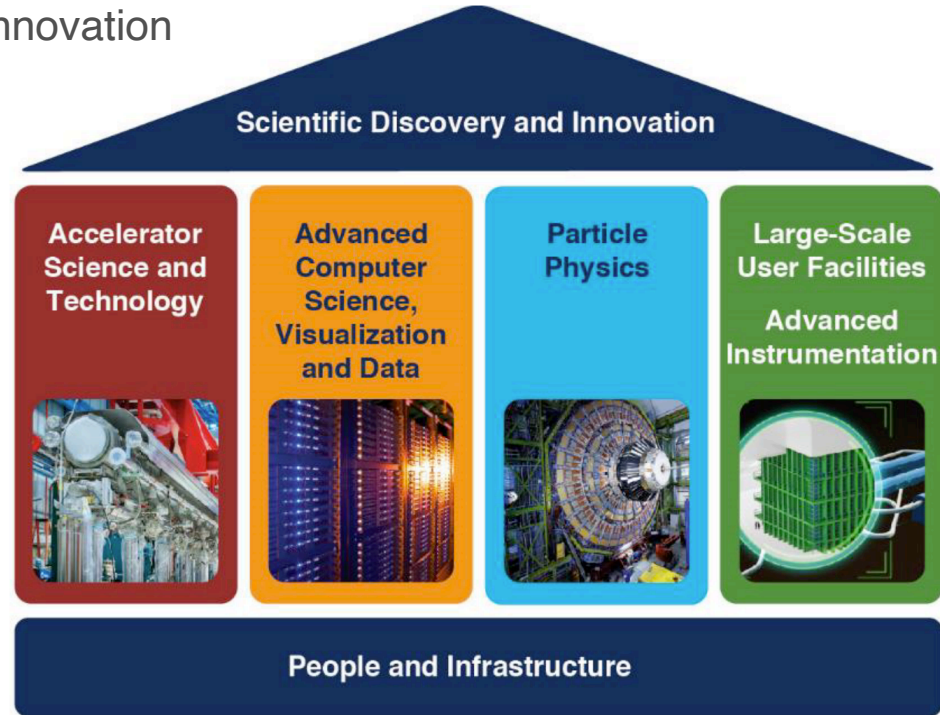 Scientific Discovery and Innovation
Accelerator
Science and
Technology
Advanced
Computer
Science,
Visualization
and Data
Particle
Physics
Large-Scale
User Facilities
Advanced
Instrumentation
People and Infrastructure